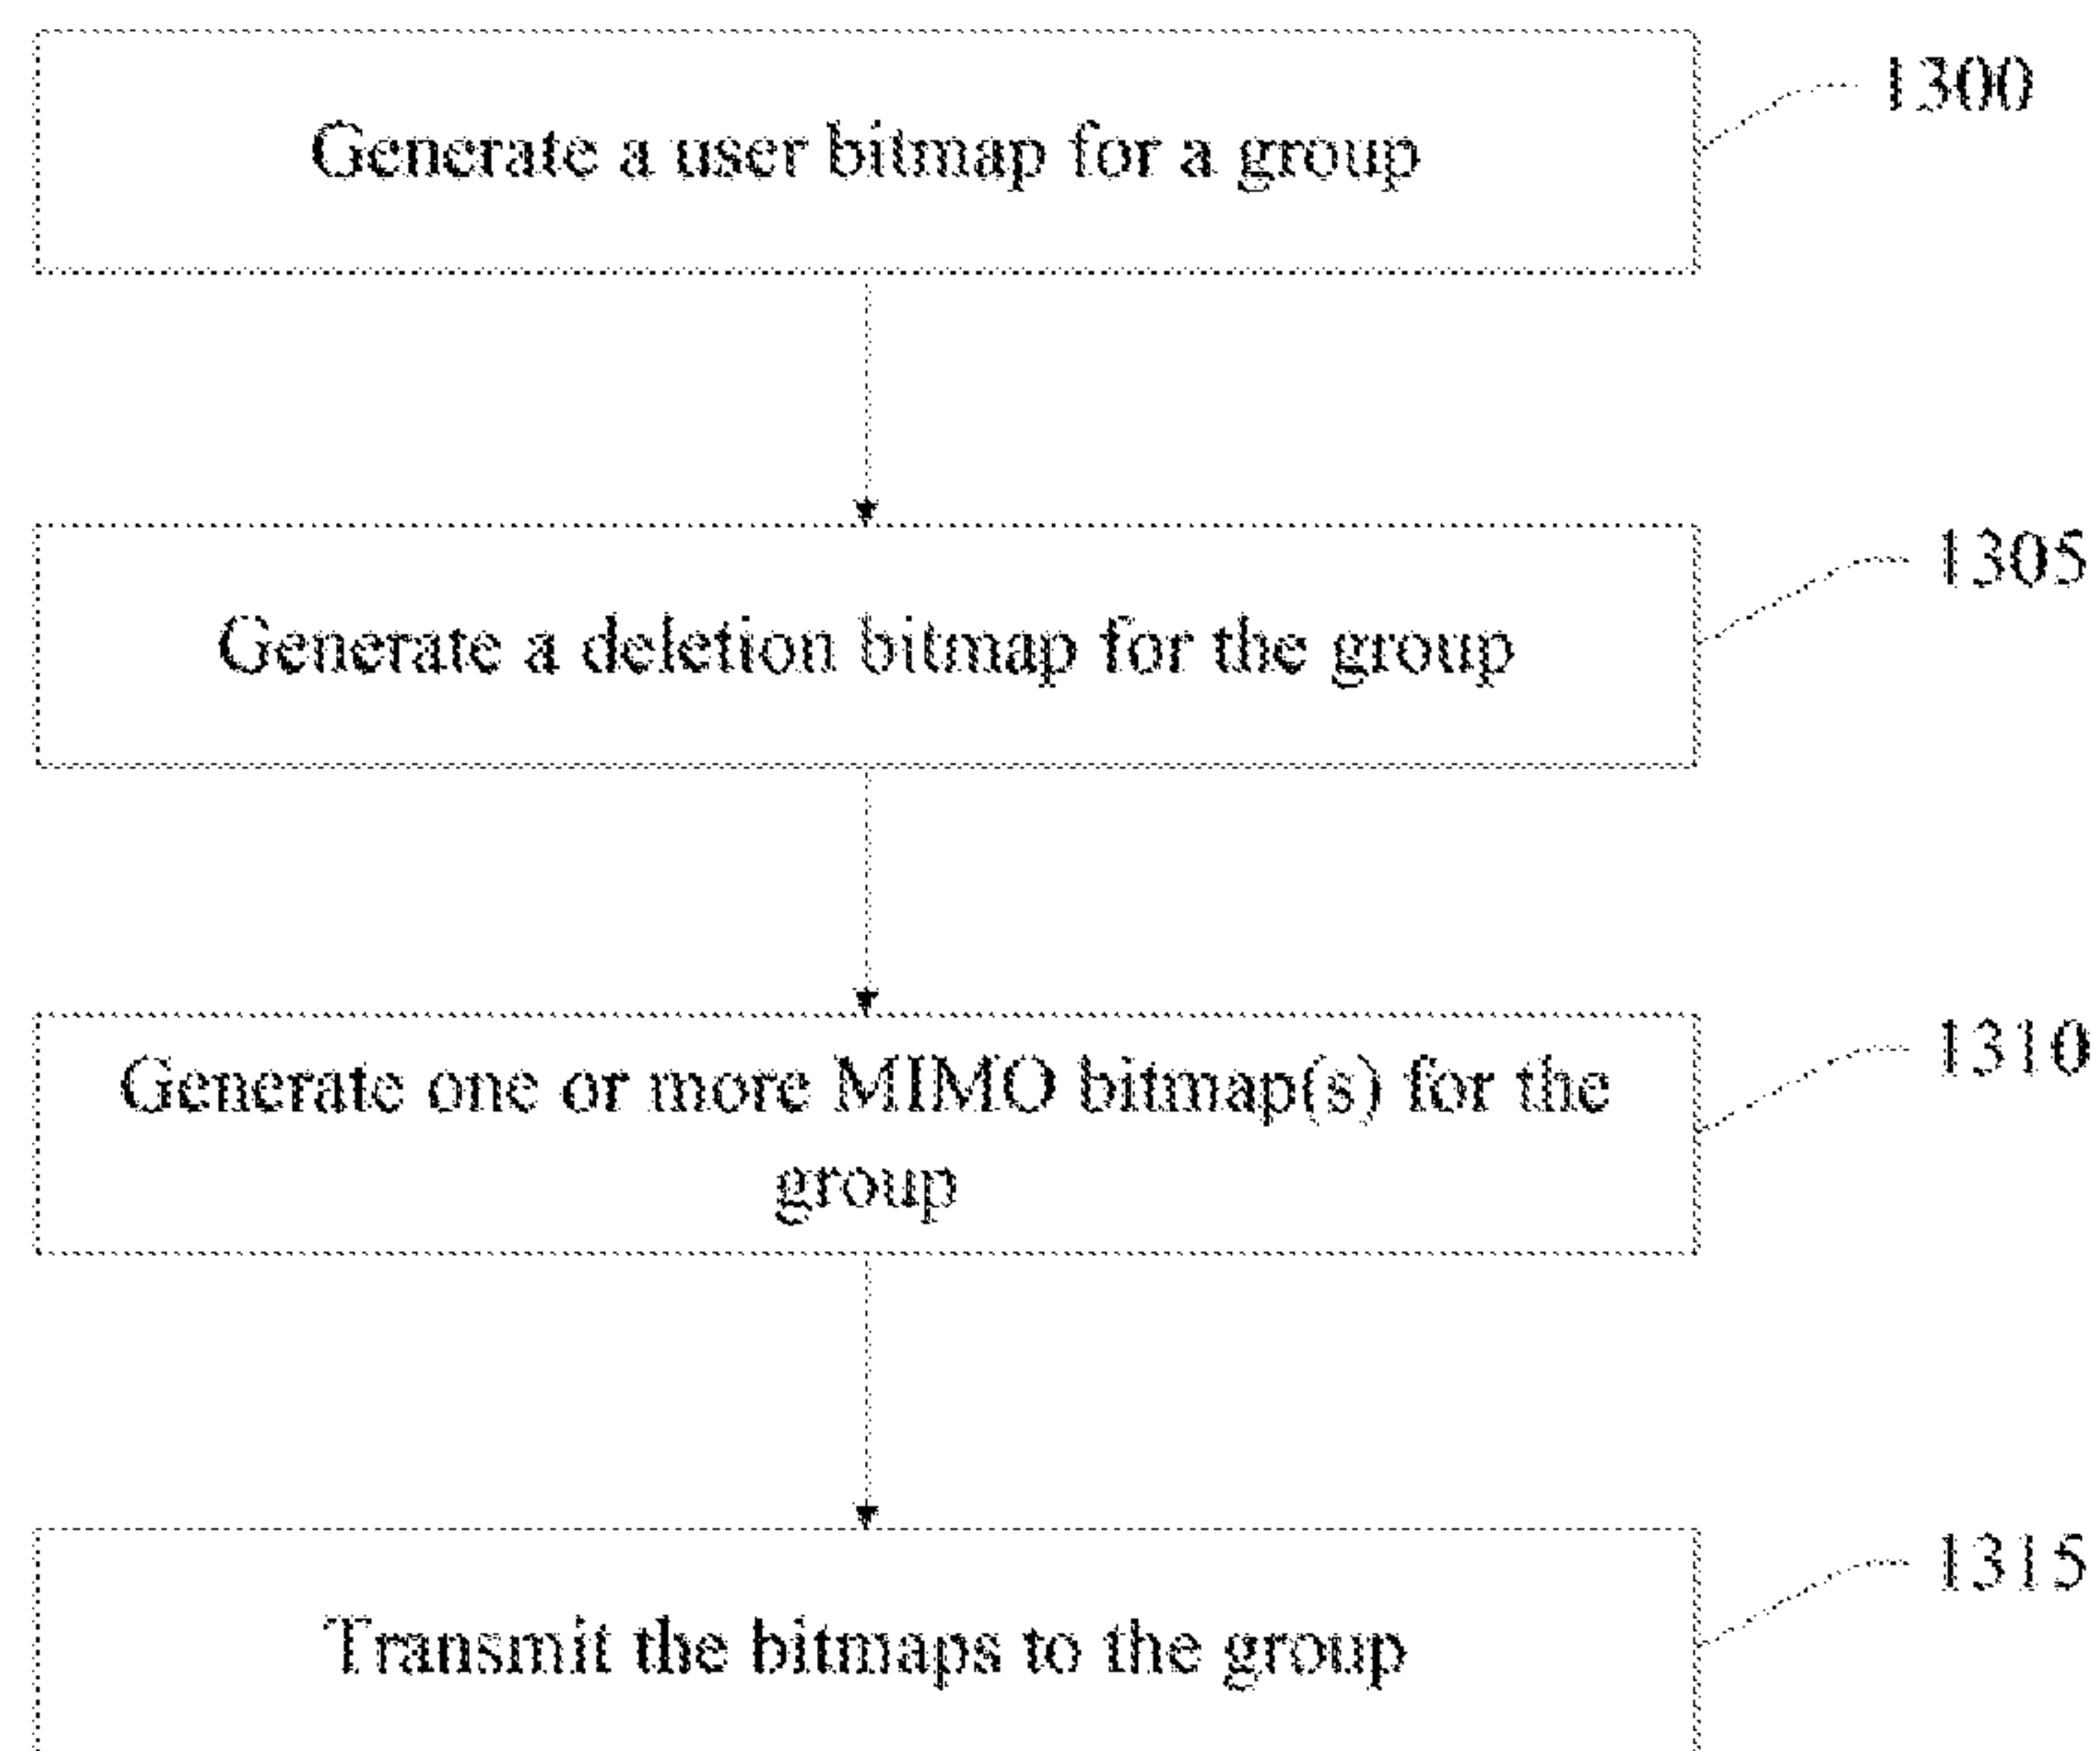 1300
Generate a user bitmap for a group
1305
Generate a deletion bitmap for the group
1310
Generate one or more MIMO bitmap(s) for the
group
1315
Transmit the bitmaps to the group